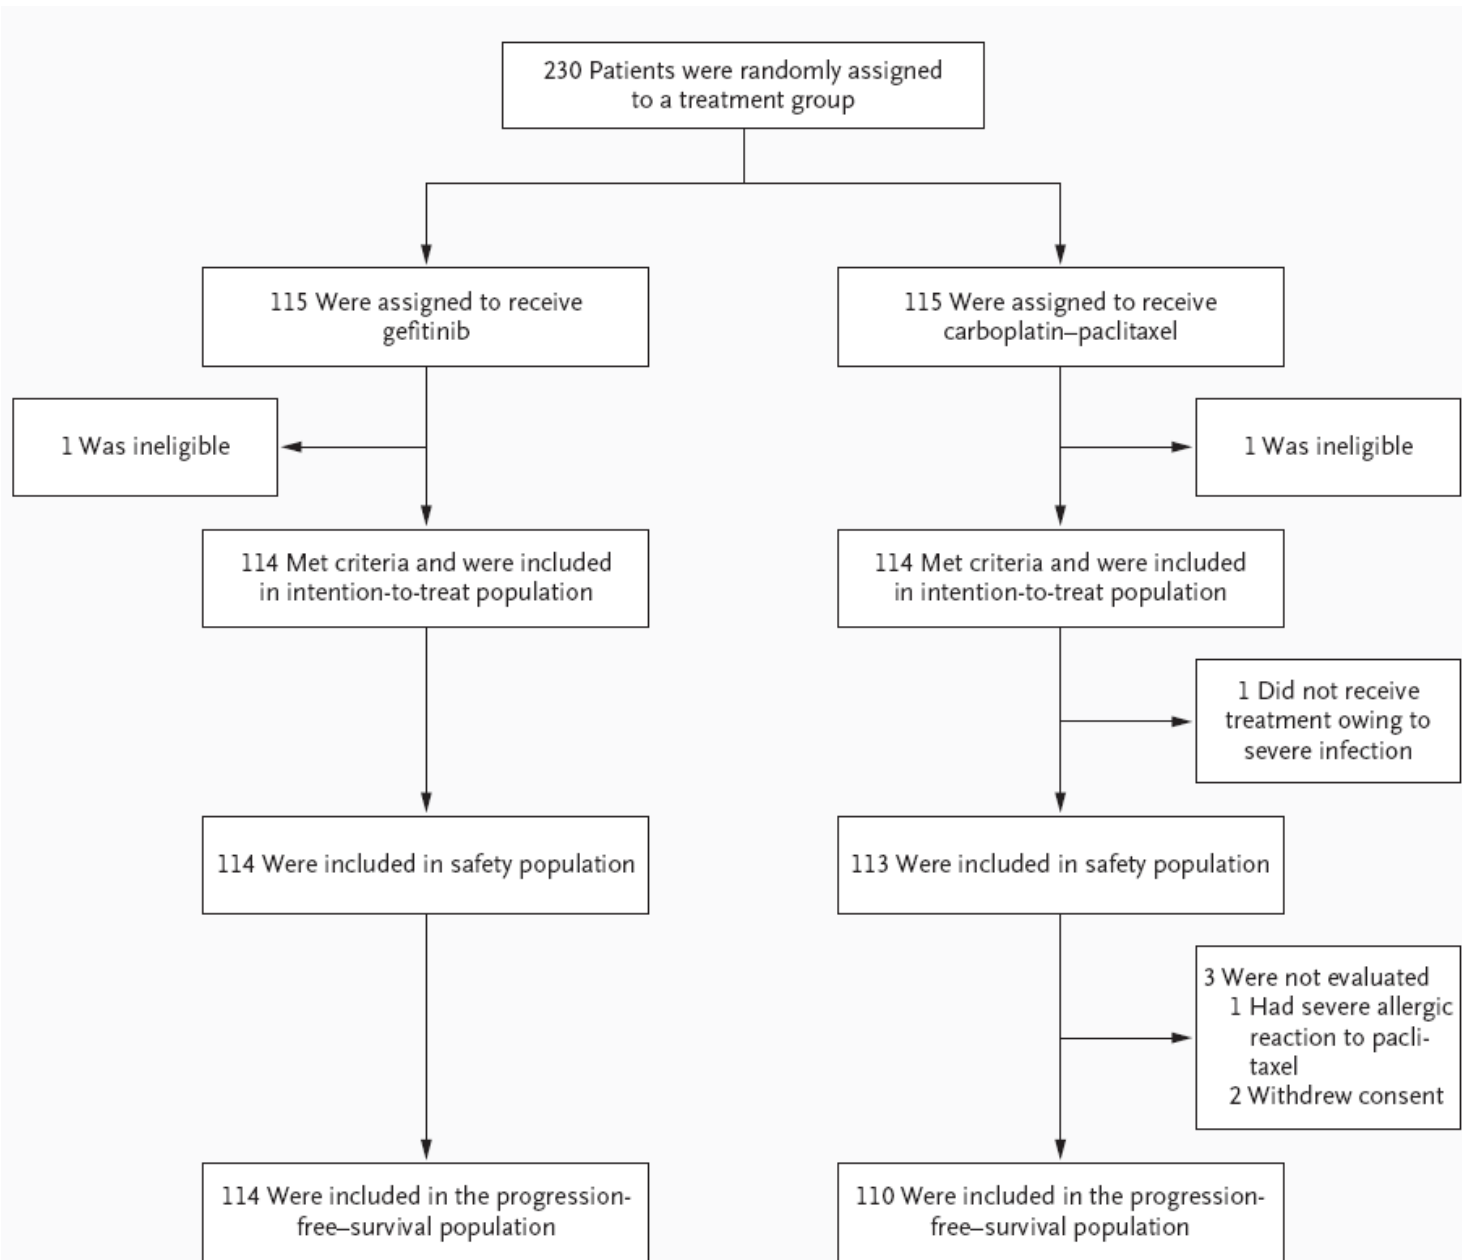 230 Patients were randomly assigned
to a treatment group
115 Were assigned to receive
gefitinib
115 Were assigned to receive
carboplatin–paclitaxel
1 Was ineligible
1 Was ineligible
114 Met criteria and were included
in intention-to-treat population
114 Met criteria and were included
in intention-to-treat population
1 Did not receive
treatment owing to
severe infection
114 Were included in safety population
113 Were included in safety population
3 Were not evaluated
1 Had severe allergic
reaction to pacli-
taxel
2 Withdrew consent
114 Were included in the progression-
free–survival population
110 Were included in the progression-
free–survival population